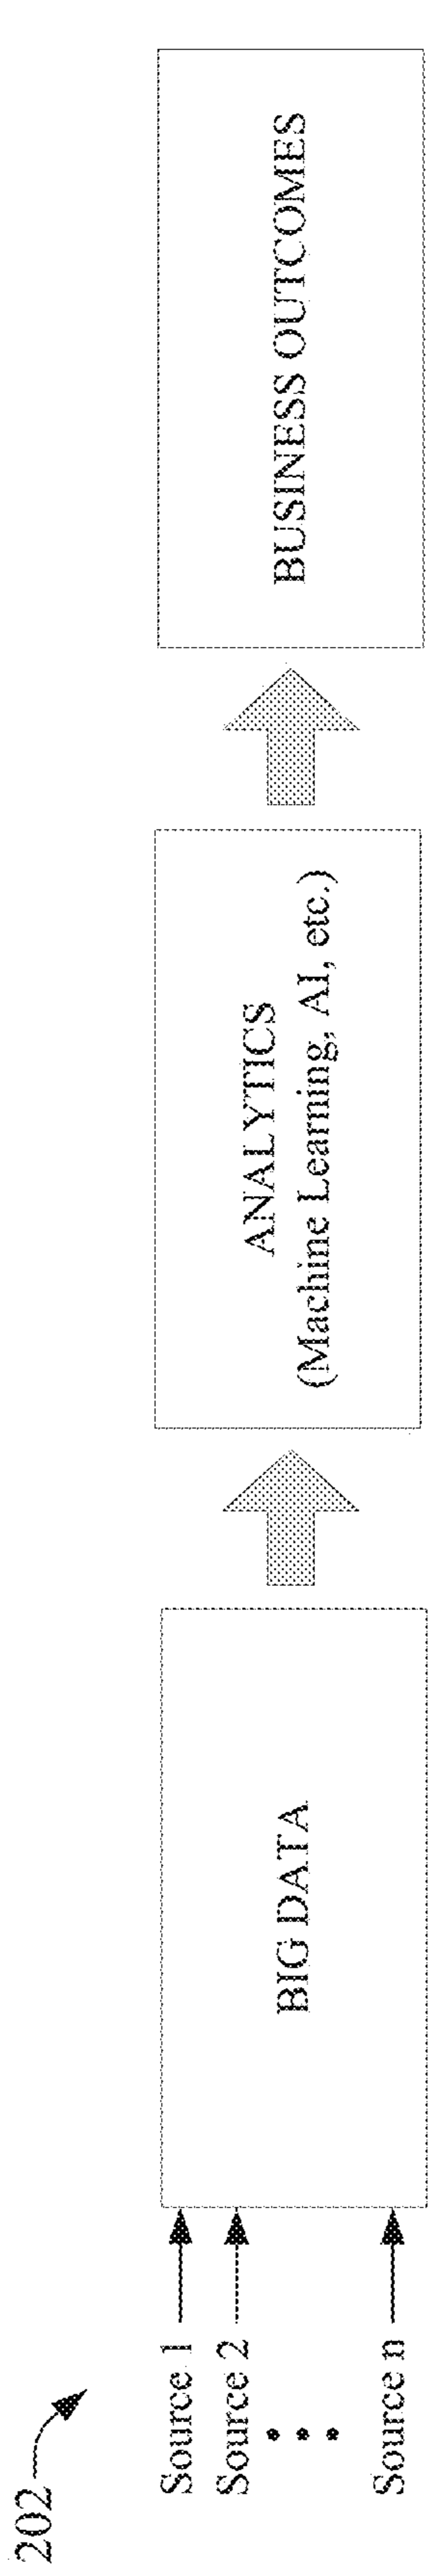 202
Source 1
Source 2
Source n
BIG DATA
ANALYTICS
(Machine Learning, AI, etc.)
BUSINESS OUTCOMES